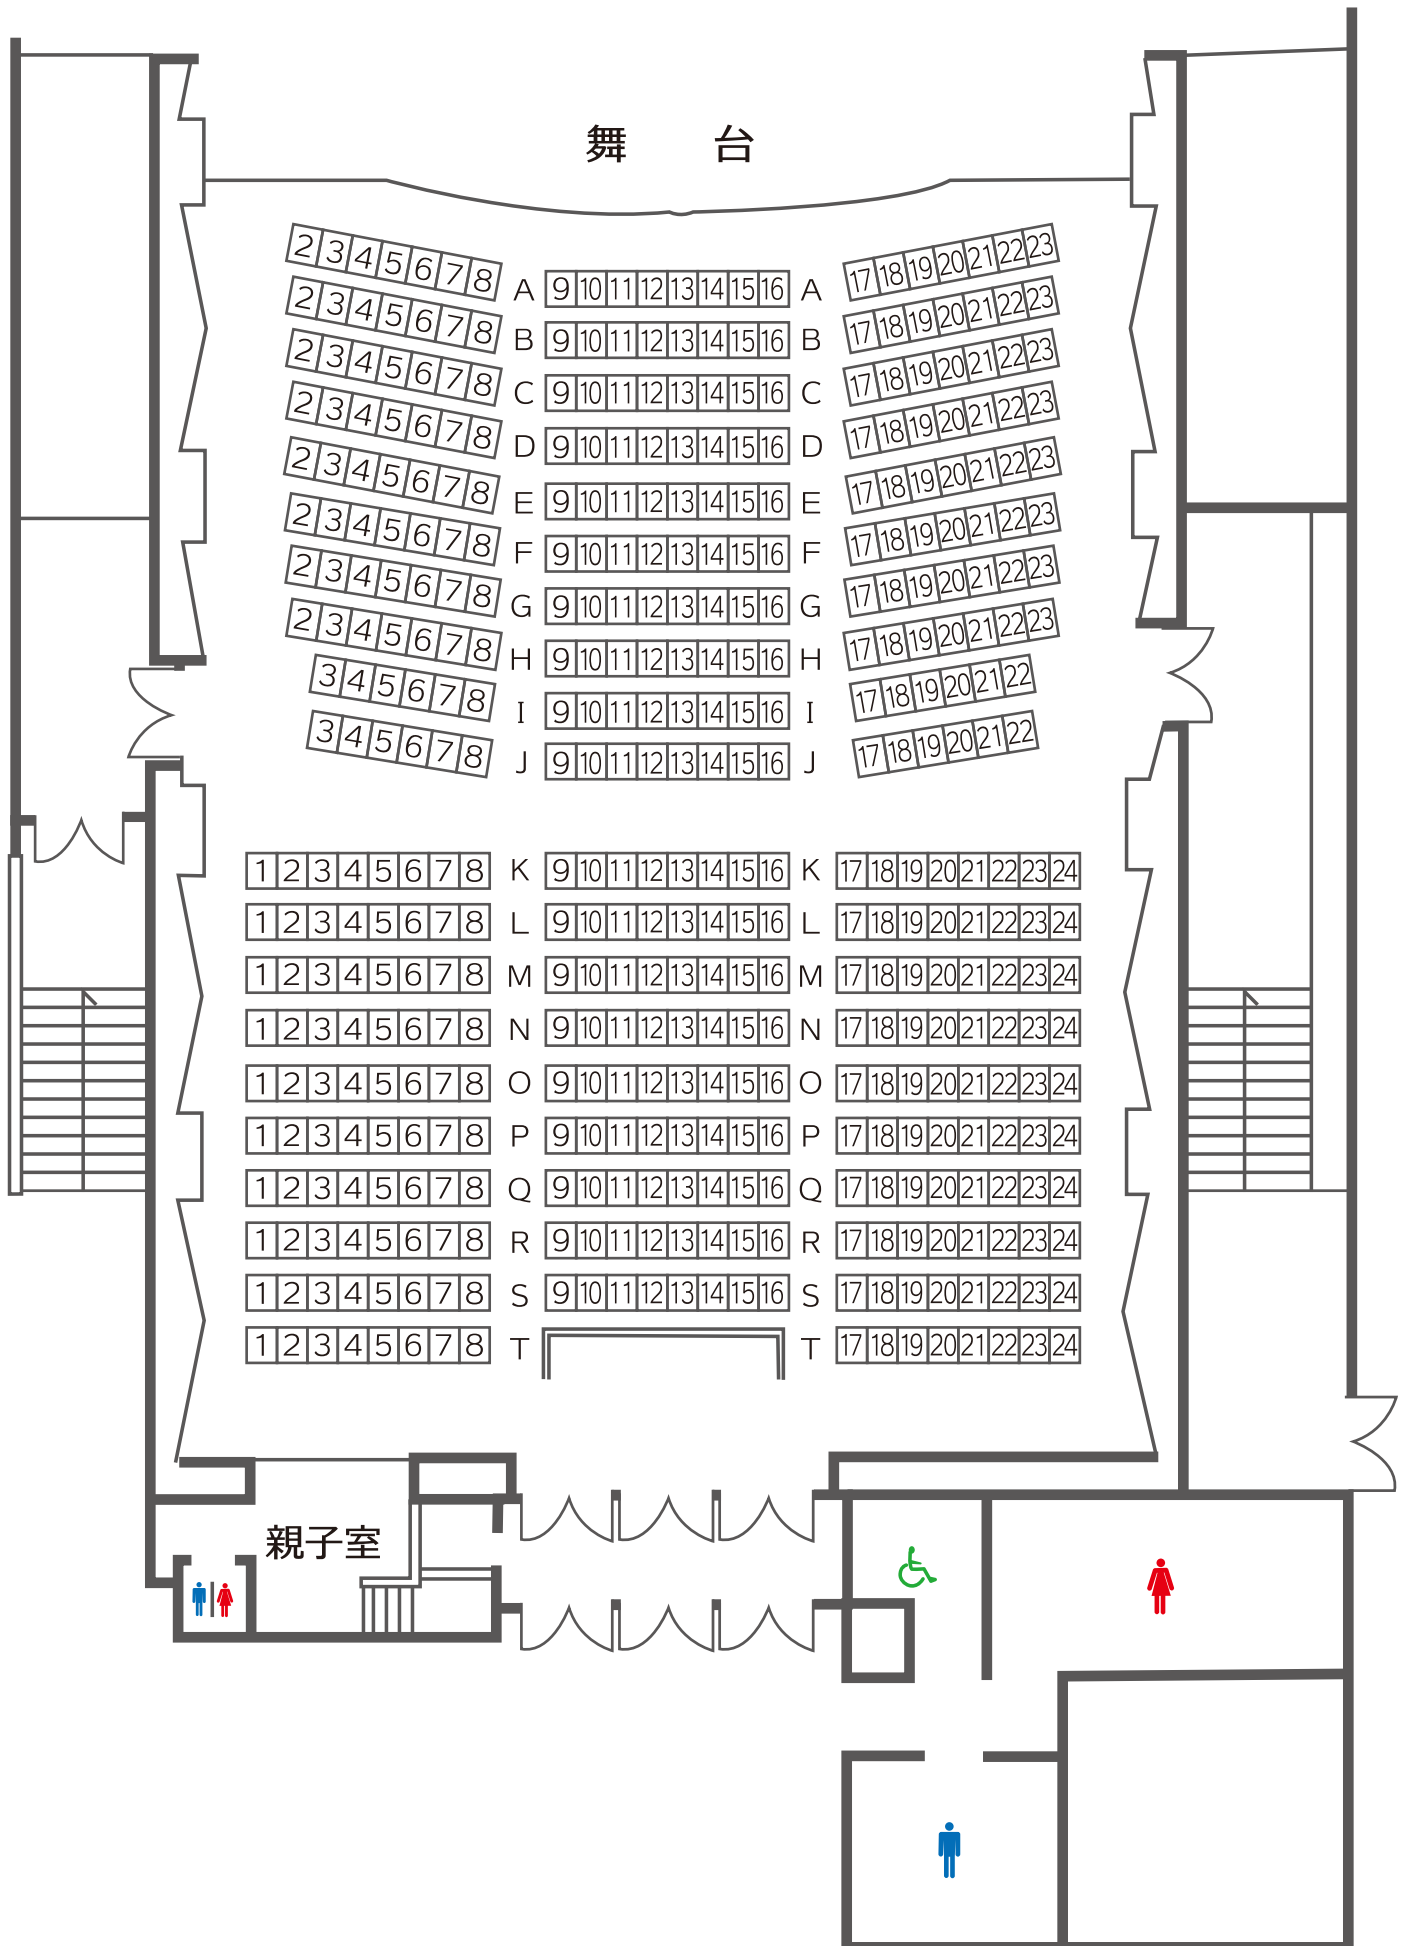 舞 台
2 3 4 5 6 7 8 A 9 10 11 12 13 14 15 16 A 17 18 19 20 21 22 23
2 3 4 5 6 7 8 B 9 10 11 12 13 14 15 16 B 17 18 19 20 21 22 23
2 3 4 5 6 7 8 C 9 10 11 12 13 14 15 16 C 17 18 19 20 21 22 23
2 3 4 5 6 7 8 D 9 10 11 12 13 14 15 16 D 17 18 19 20 21 22 23
2 3 4 5 6 7 8 E 9 10 11 12 13 14 15 16 E 17 18 19 20 21 22 23
2 3 4 5 6 7 8 F 9 10 11 12 13 14 15 16 F 17 18 19 20 21 22 23
2 3 4 5 6 7 8 G 9 10 11 12 13 14 15 16 G 17 18 19 20 21 22 23
2 3 4 5 6 7 8 H 9 10 11 12 13 14 15 16 H 17 18 19 20 21 22 23
3 4 5 6 7 8 I 9 10 11 12 13 14 15 16 I 17 18 19 20 21 22
3 4 5 6 7 8 J 9 10 11 12 13 14 15 16 J 17 18 19 20 21 22
1 2 3 4 5 6 7 8 K 9 10 11 12 13 14 15 16 K 17 18 19 20 21 22 23 24
1 2 3 4 5 6 7 8 L 9 10 11 12 13 14 15 16 L 17 18 19 20 21 22 23 24
1 2 3 4 5 6 7 8 M 9 10 11 12 13 14 15 16 M 17 18 19 20 21 22 23 24
1 2 3 4 5 6 7 8 N 9 10 11 12 13 14 15 16 N 17 18 19 20 21 22 23 24
1 2 3 4 5 6 7 8 O 9 10 11 12 13 14 15 16 O 17 18 19 20 21 22 23 24
1 2 3 4 5 6 7 8 P 9 10 11 12 13 14 15 16 P 17 18 19 20 21 22 23 24
1 2 3 4 5 6 7 8 Q 9 10 11 12 13 14 15 16 Q 17 18 19 20 21 22 23 24
1 2 3 4 5 6 7 8 R 9 10 11 12 13 14 15 16 R 17 18 19 20 21 22 23 24
1 2 3 4 5 6 7 8 S 9 10 11 12 13 14 15 16 S 17 18 19 20 21 22 23 24
1 2 3 4 5 6 7 8 T T 17 18 19 20 21 22 23 24
親子室